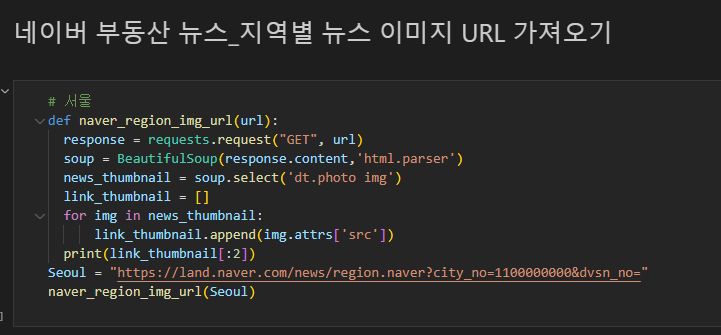 네이버 부동산 뉴스_지역별 뉴스 이미지 URL 가져오기
# 서울
def naver_region_img_url(url):
  response = requests.request("GET", url)
  soup = BeautifulSoup(response.content,'html.parser')
  news_thumbnail = soup.select('dt.photo img')
  link_thumbnail = []
  for img in news_thumbnail:
      link_thumbnail.append(img.attrs['src'])
  print(link_thumbnail[:2])
Seoul = "https://land.naver.com/news/region.naver?city_no=1100000000&dvsn_no="
naver_region_img_url(Seoul)
]